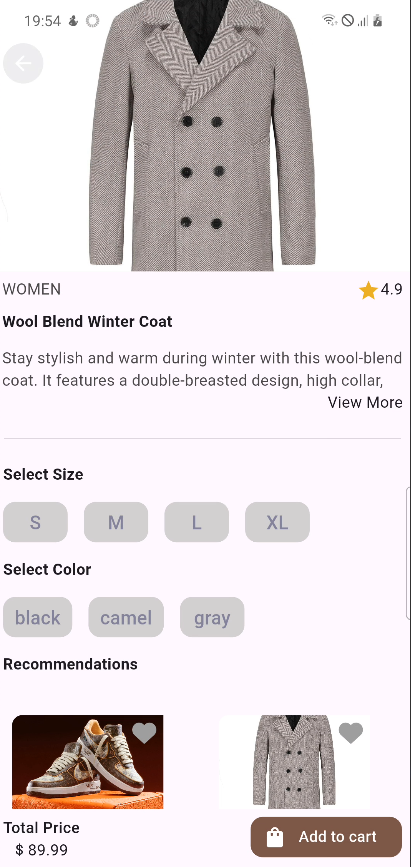 19:54
WOMEN
4.9
Wool Blend Winter Coat
Stay stylish and warm during winter with this wool-blend
coat. It features a double-breasted design, high collar,
View More
Select Size
S M L XL
Select Color
black camel gray
Recommendations
Total Price
$ 89.99
Add to cart